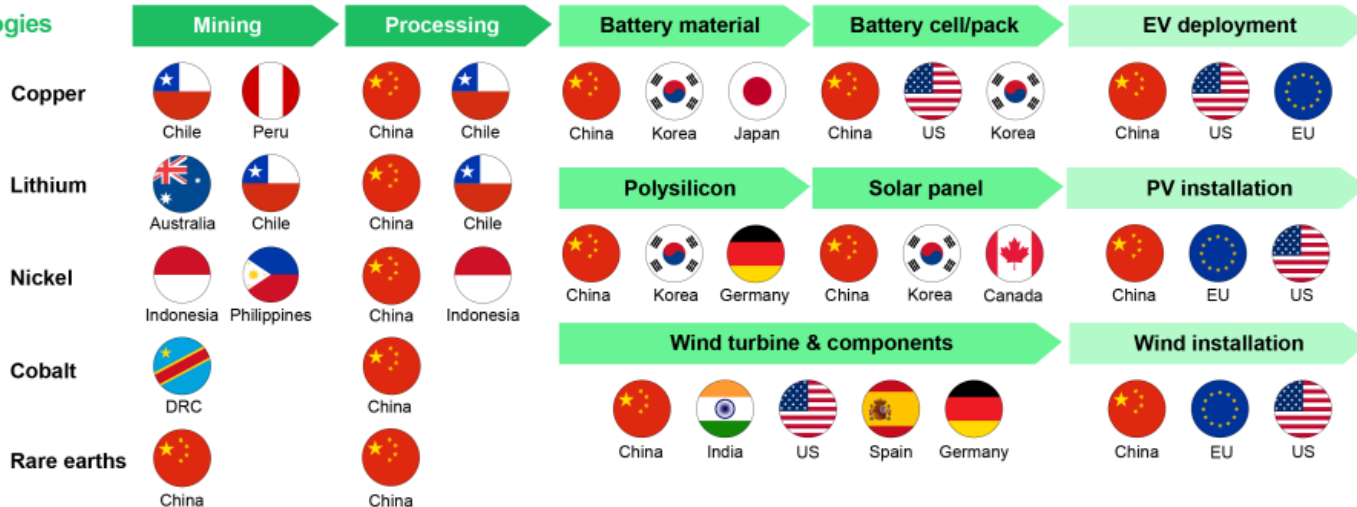 ogies
Mining Processing Battery material Battery cell/pack EV deployment
Copper
Chile Peru China Chile China Korea Japan China US Korea China US EU
Lithium
Australia Chile China Chile
Polysilicon Solar panel PV installation
Nickel
Indonesia Philippines China Indonesia China Korea Germany China Korea Canada China EU US
Wind turbine & components Wind installation
Cobalt
DRC China
China India US Spain Germany China EU US
Rare earths
China China